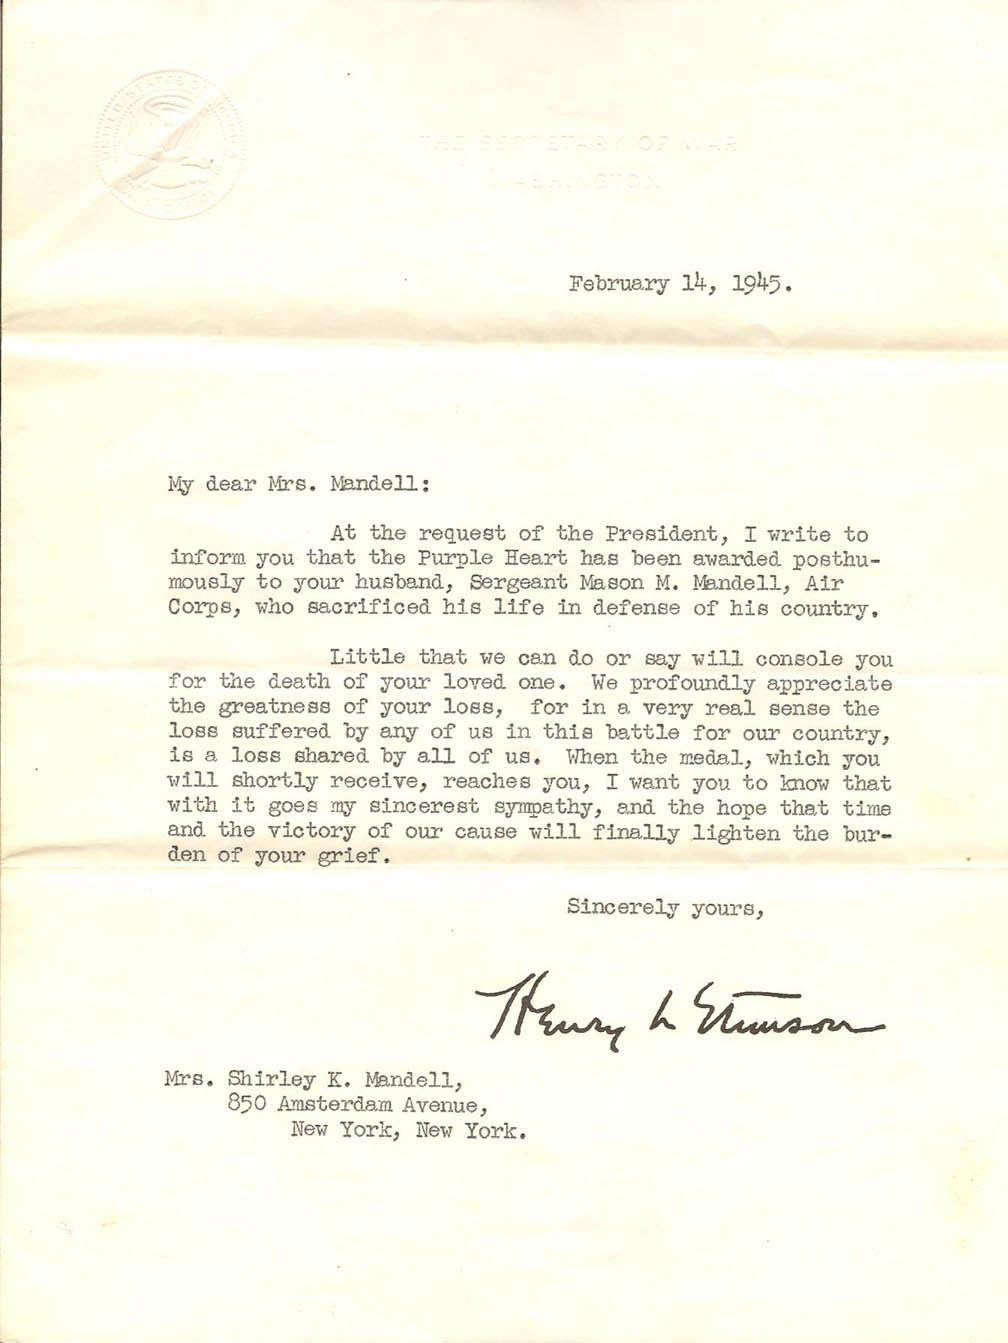 THE SECRETARY OF WAR
WASHINGTON
February 14, 1945.
My dear Mrs. Mandell:
At the request of the President, I write to
inform you that the Purple Heart has been awarded posthu-
mously to your husband, Sergeant Mason M. Mandell, Air
Corps, who sacrificed his life in defense of his country.
Little that we can do or say will console you
for the death of your loved one. We profoundly appreciate
the greatness of your loss, for in a very real sense the
loss suffered by any of us in this battle for our country,
is a loss shared by all of us. When the medal, which you
will shortly receive, reaches you, I want you to know that
with it goes my sincerest sympathy, and the hope that time
and the victory of our cause will finally lighten the bur-
den of your grief.
Sincerely yours,
Henry L Stimson
Mrs. Shirley K. Mandell,
850 Amsterdam Avenue,
New York, New York.